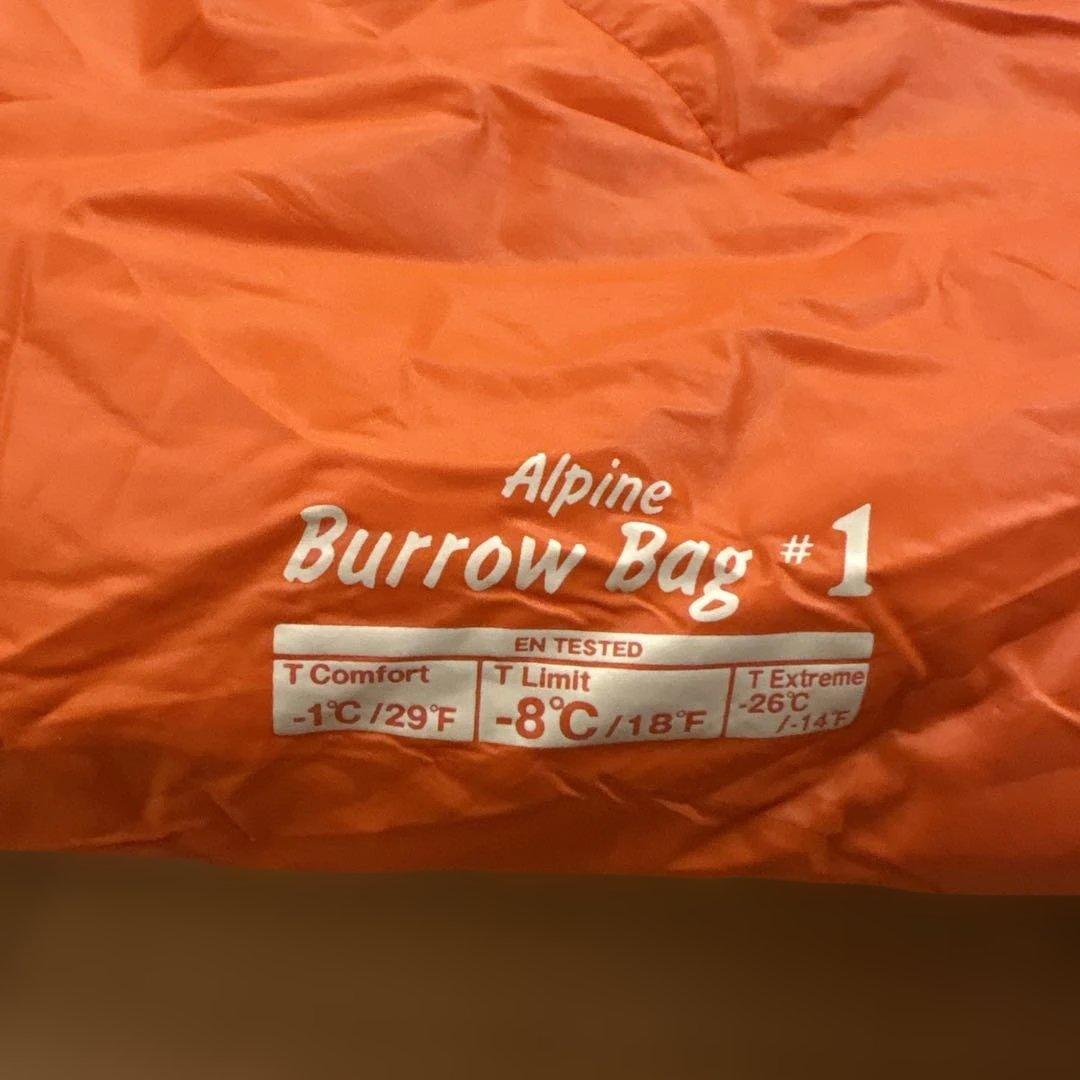 Alpine
Burrow Bag #1
EN TESTED
T Comfort
-1℃/29℉
T Limit
-8℃/18℉
T Extreme
-26℃
/-14℉